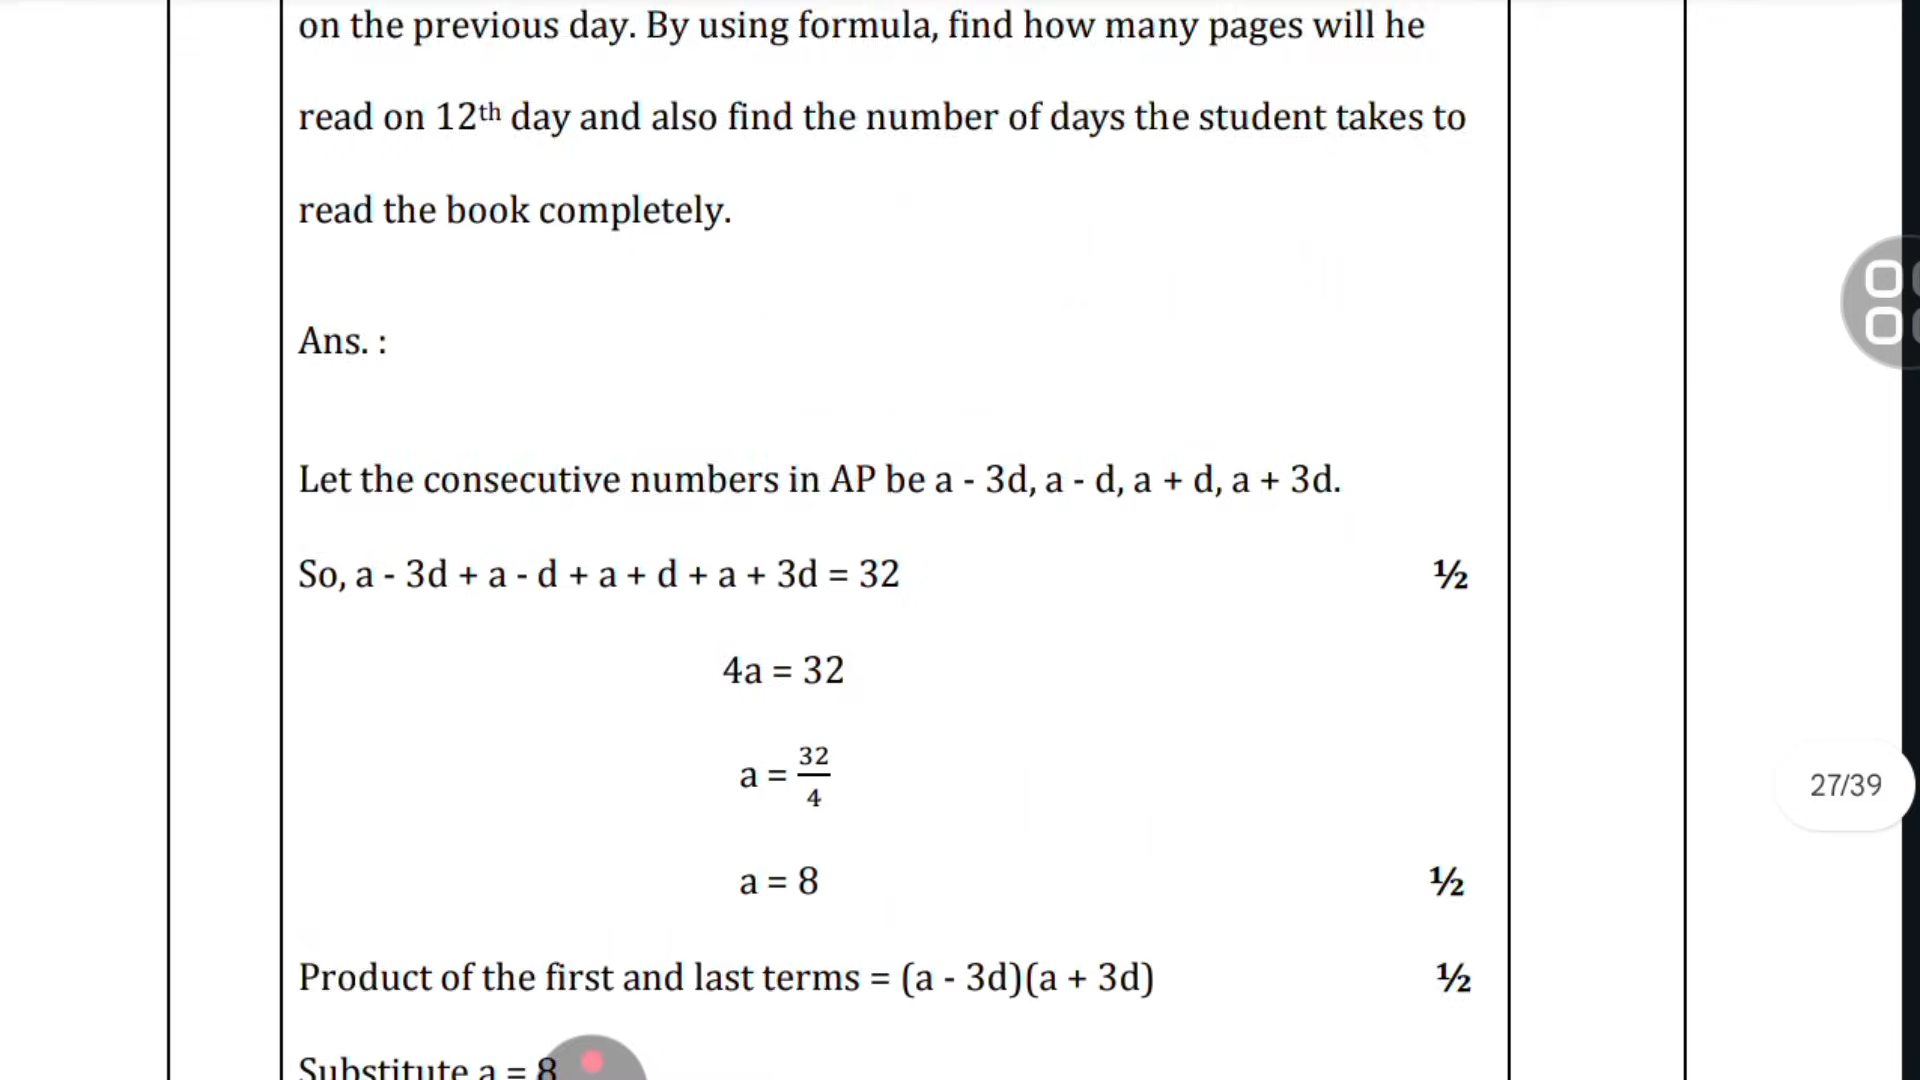 on the previous day. By using formula, find how many pages will he
read on 12th day and also find the number of days the student takes to
read the book completely.
Ans. :
Let the consecutive numbers in AP be a - 3d, a - d, a + d, a + 3d.
So, a - 3d + a - d + a + d + a + 3d = 32 ½
4a = 32
a = 32/4
a = 8 ½
Product of the first and last terms = (a - 3d)(a + 3d) ½
Substitute a = 8
27/39